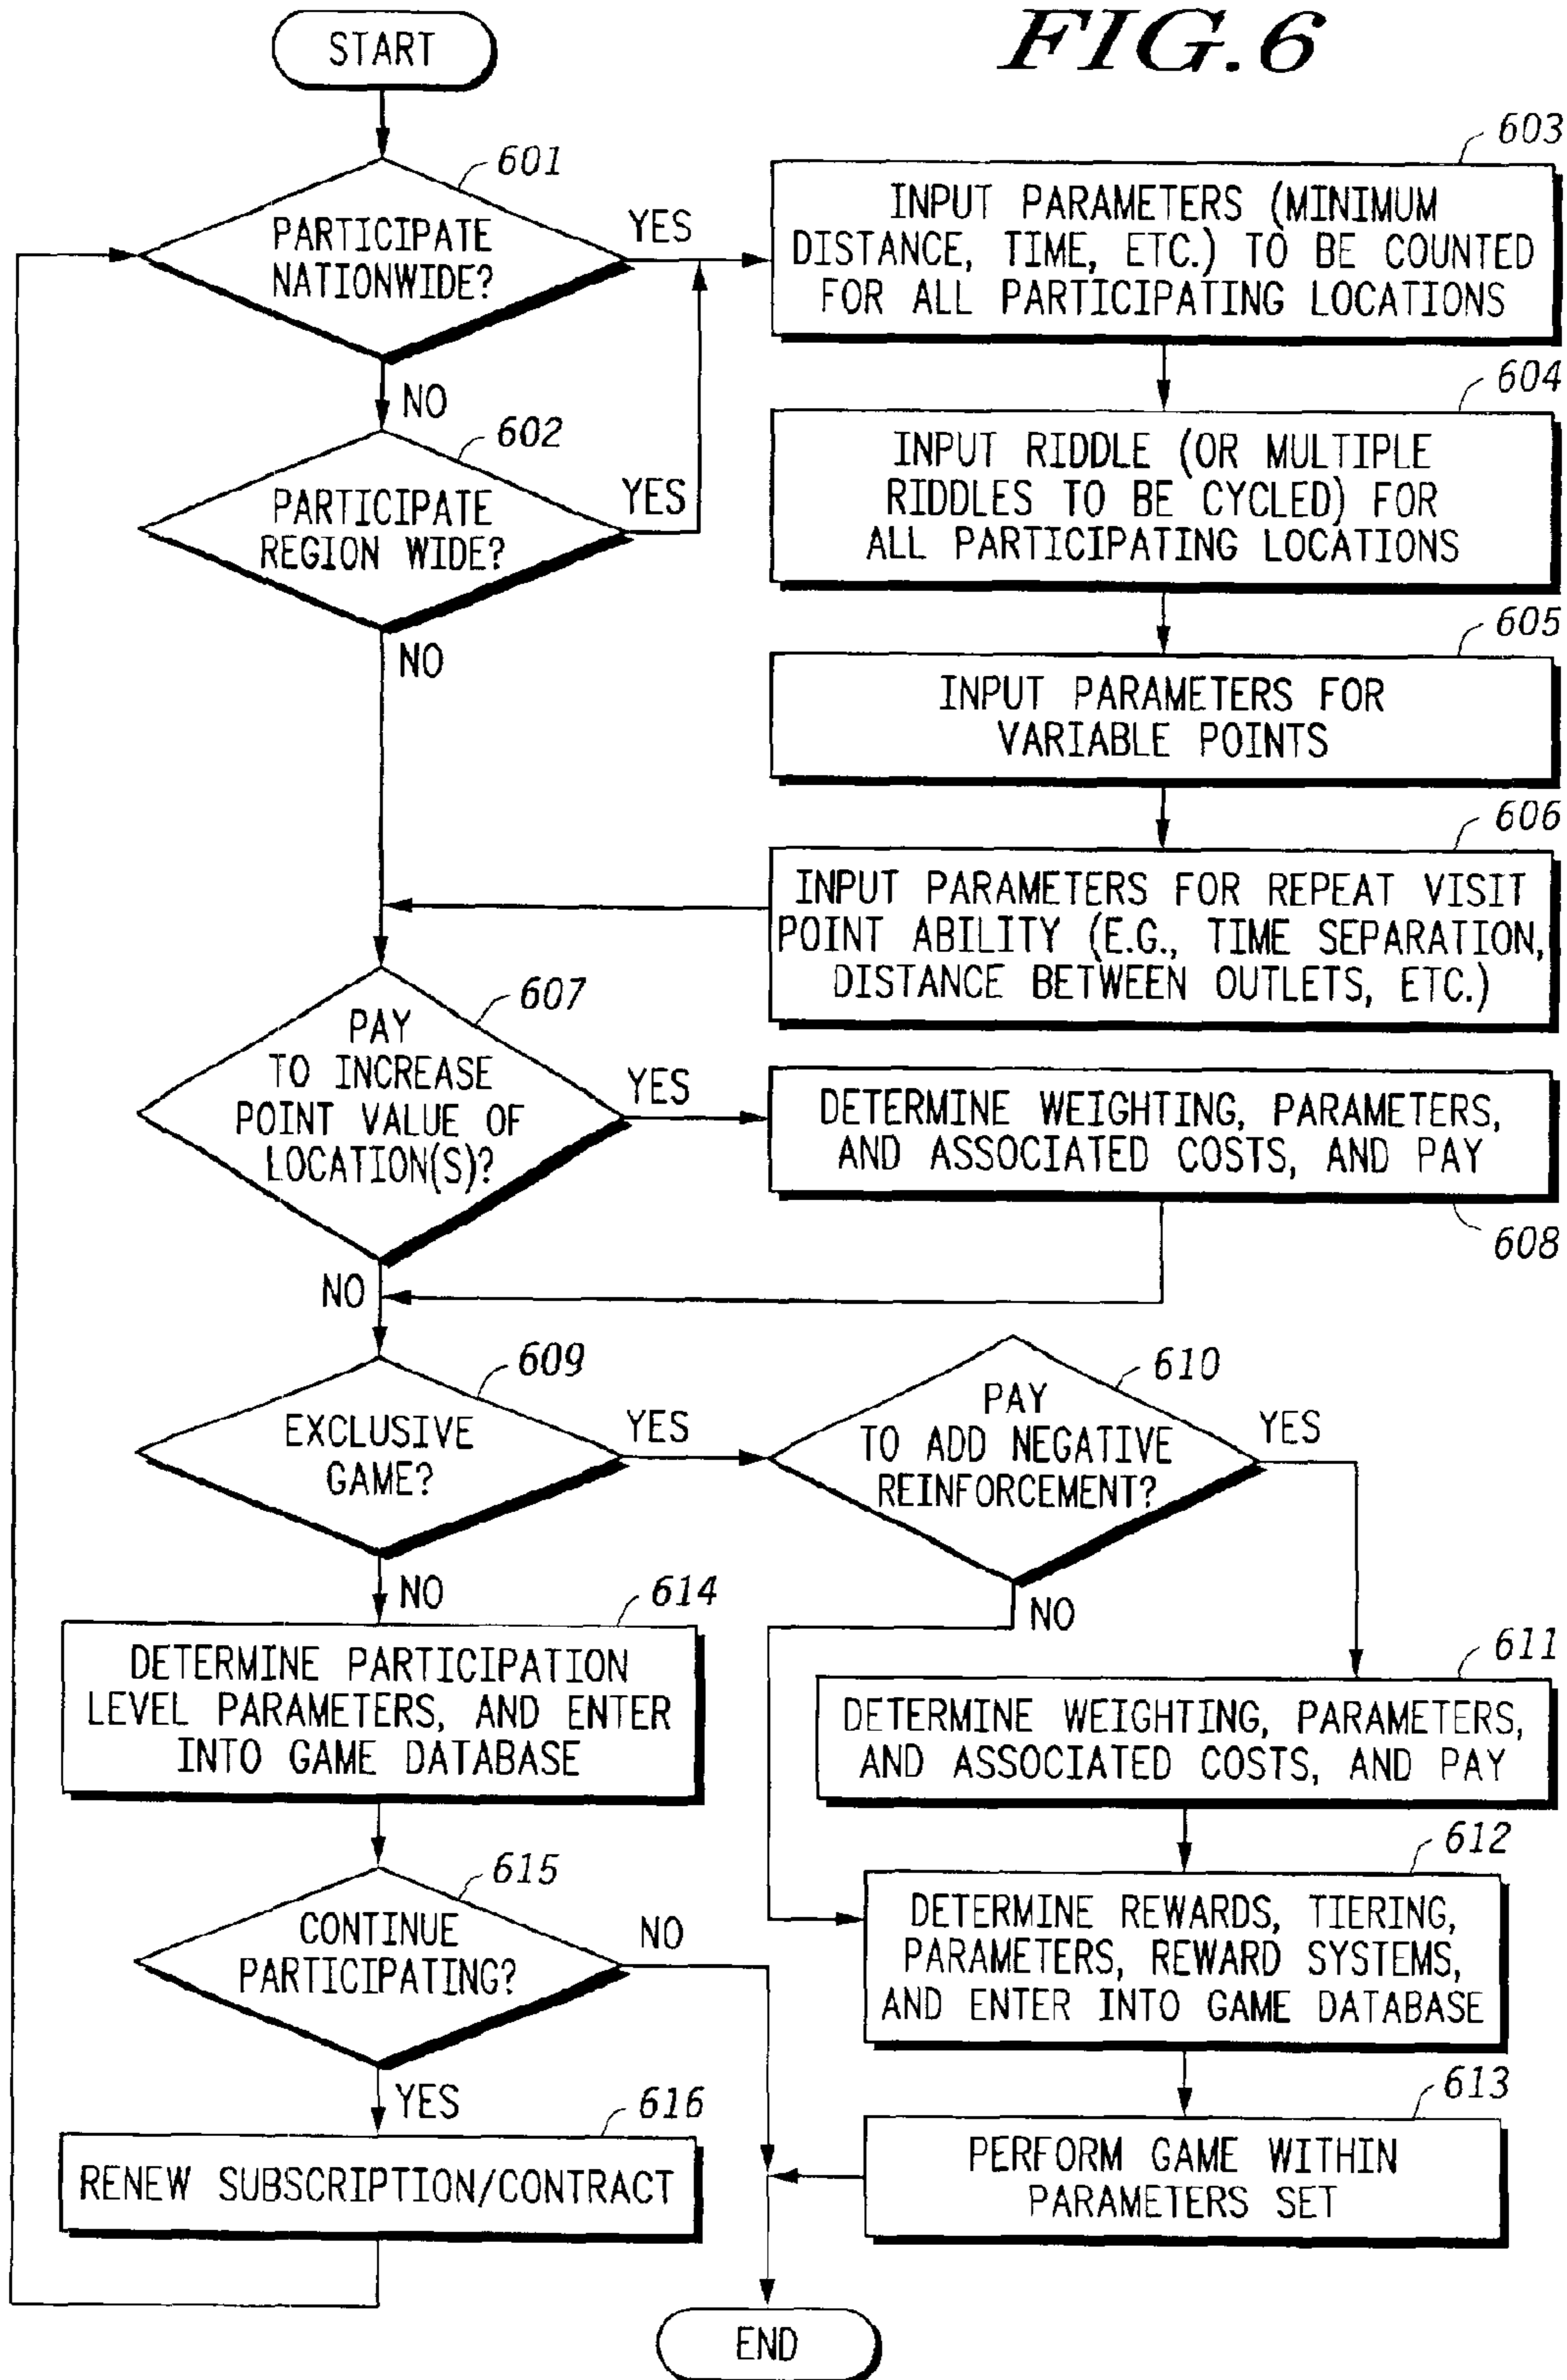 FIG.6
START
601
PARTICIPATE
NATIONWIDE?
YES
NO
602
PARTICIPATE
REGION WIDE?
YES
NO
603
INPUT PARAMETERS (MINIMUM
DISTANCE, TIME, ETC.) TO BE COUNTED
FOR ALL PARTICIPATING LOCATIONS
604
INPUT RIDDLE (OR MULTIPLE
RIDDLES TO BE CYCLED) FOR
ALL PARTICIPATING LOCATIONS
605
INPUT PARAMETERS FOR
VARIABLE POINTS
606
INPUT PARAMETERS FOR REPEAT VISIT
POINT ABILITY (E.G., TIME SEPARATION,
DISTANCE BETWEEN OUTLETS, ETC.)
607
PAY
TO INCREASE
POINT VALUE OF
LOCATION(S)?
YES
NO
DETERMINE WEIGHTING, PARAMETERS,
AND ASSOCIATED COSTS, AND PAY
608
609
EXCLUSIVE
GAME?
YES
NO
610
PAY
TO ADD NEGATIVE
REINFORCEMENT?
YES
NO
611
DETERMINE WEIGHTING, PARAMETERS,
AND ASSOCIATED COSTS, AND PAY
612
DETERMINE REWARDS, TIERING,
PARAMETERS, REWARD SYSTEMS,
AND ENTER INTO GAME DATABASE
613
PERFORM GAME WITHIN
PARAMETERS SET
614
DETERMINE PARTICIPATION
LEVEL PARAMETERS, AND ENTER
INTO GAME DATABASE
615
CONTINUE
PARTICIPATING?
NO
YES
616
RENEW SUBSCRIPTION/CONTRACT
END